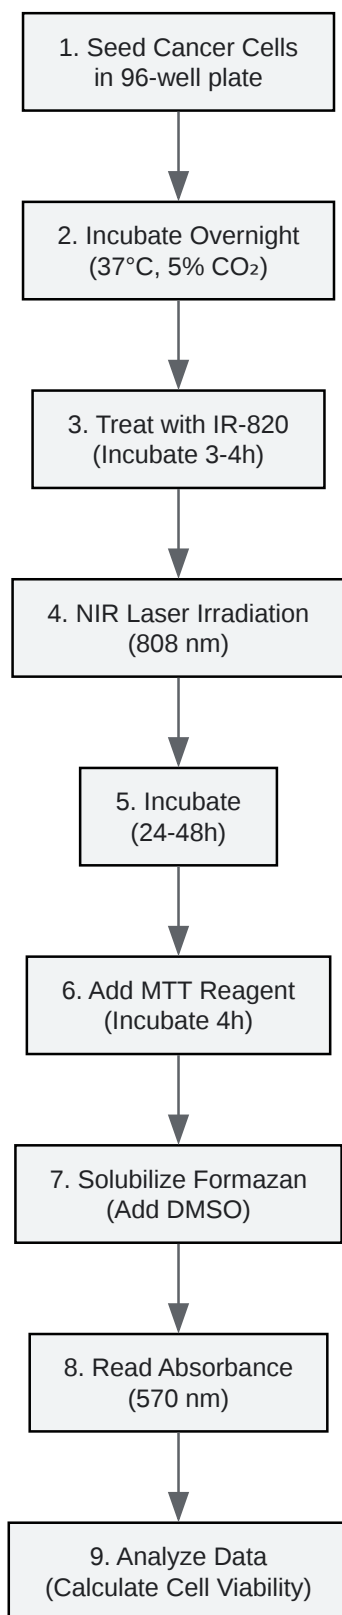 1. Seed Cancer Cells
in 96-well plate
2. Incubate Overnight
(37°C, 5% CO₂)
3. Treat with IR-820
(Incubate 3-4h)
4. NIR Laser Irradiation
(808 nm)
5. Incubate
(24-48h)
6. Add MTT Reagent
(Incubate 4h)
7. Solubilize Formazan
(Add DMSO)
8. Read Absorbance
(570 nm)
9. Analyze Data
(Calculate Cell Viability)